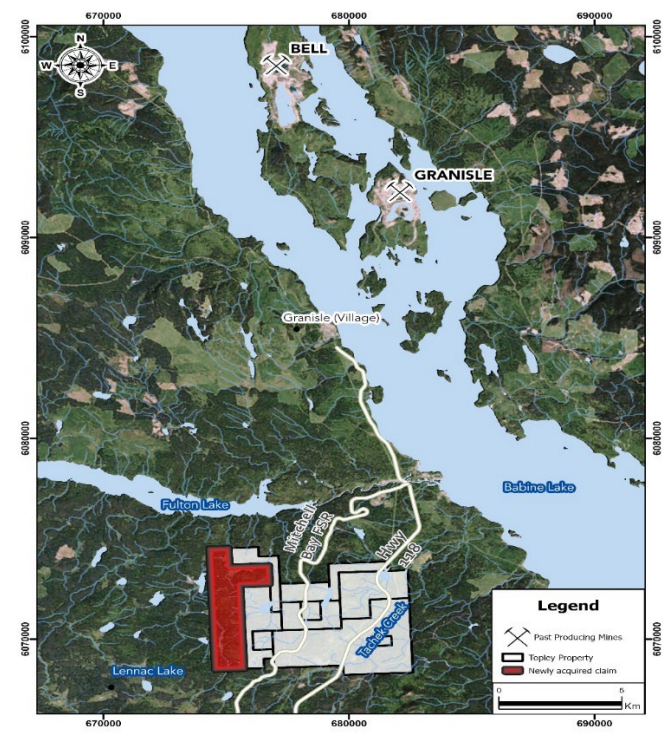 670000
680000
690000
6100000
6100000
N
W
E
S
BELL
GRANISLE
6090000
6090000
Granisle (Village)
6080000
6080000
Babine Lake
Fulton Lake
Mitchell
Bay FSR
Hwy
118
Tachek Creek
6070000
6070000
Lennac Lake
Legend
Past Producing Mines
Topley Property
Newly acquired claim
0
5
Km
670000
680000
690000